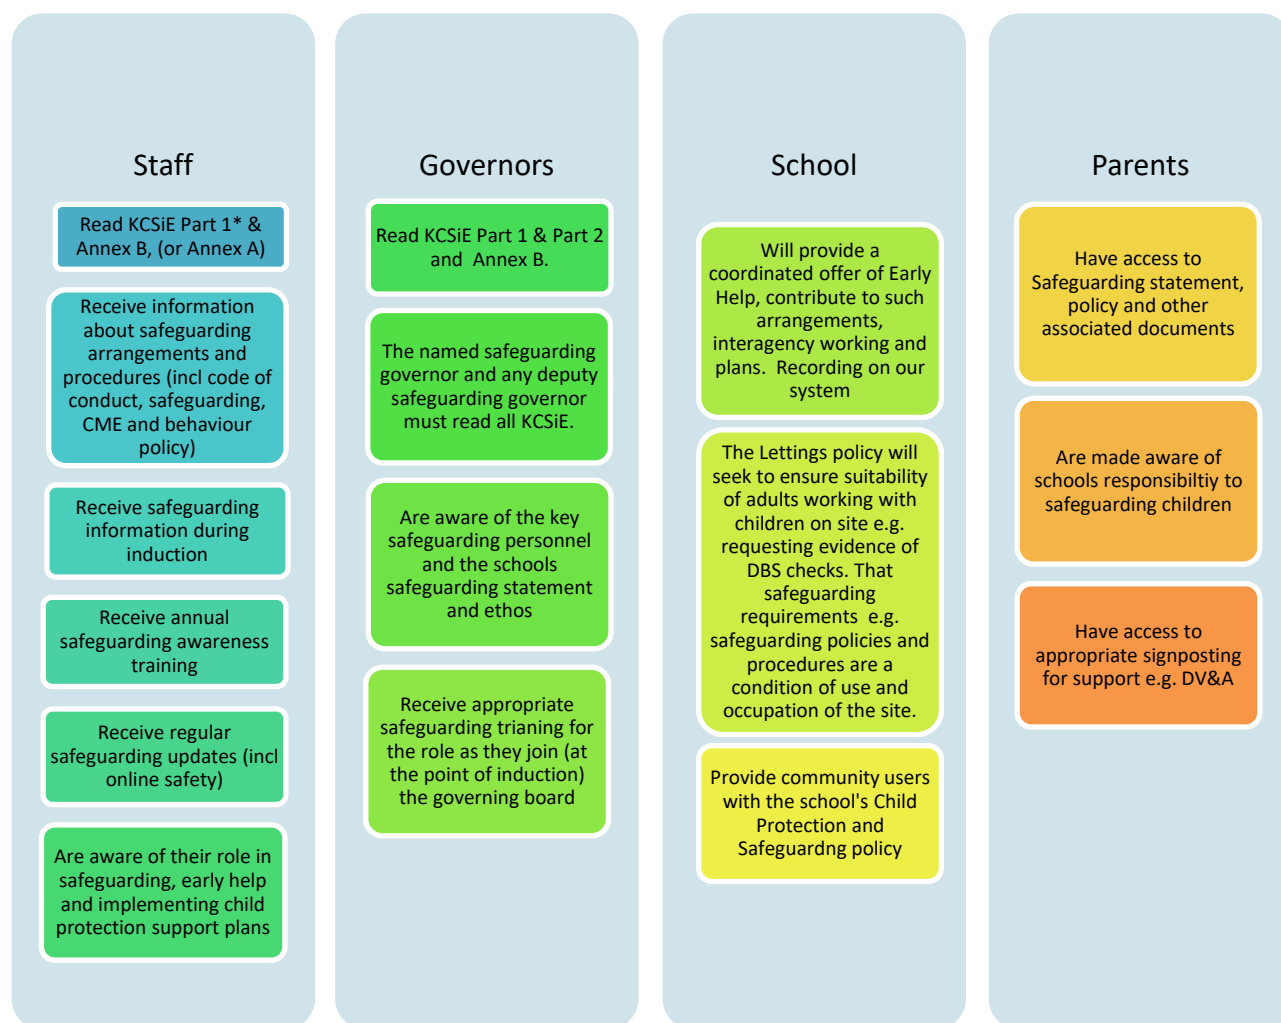 Staff
Read KCSiE Part 1* &
Annex B, (or Annex A)
Receive information
about safeguarding
arrangements and
procedures (incl code of
conduct, safeguarding,
CME and behaviour
policy)
Receive safeguarding
information during
induction
Receive annual
safeguarding awareness
training
Receive regular
safeguarding updates (incl
online safety)
Are aware of their role in
safeguarding, early help
and implementing child
protection support plans
Governors
Read KCSiE Part 1 & Part 2
and Annex B.
The named safeguarding
governor and any deputy
safeguarding governor
must read all KCSiE.
Are aware of the key
safeguarding personnel
and the schools
safeguarding statement
and ethos
Receive appropriate
safeguarding trianing for
the role as they join (at
the point of induction)
the governing board
School
Will provide a
coordinated offer of Early
Help, contribute to such
arrangements,
interagency working and
plans. Recording on our
system
The Lettings policy will
seek to ensure suitability
of adults working with
children on site e.g.
requesting evidence of
DBS checks. That
safeguarding
requirements e.g.
safeguarding policies and
procedures are a
condition of use and
occupation of the site.
Provide community users
with the school's Child
Protection and
Safeguardng policy
Parents
Have access to
Safeguarding statement,
policy and other
associated documents
Are made aware of
schools responsibiltiy to
safeguarding children
Have access to
appropriate signposting
for support e.g. DV&A